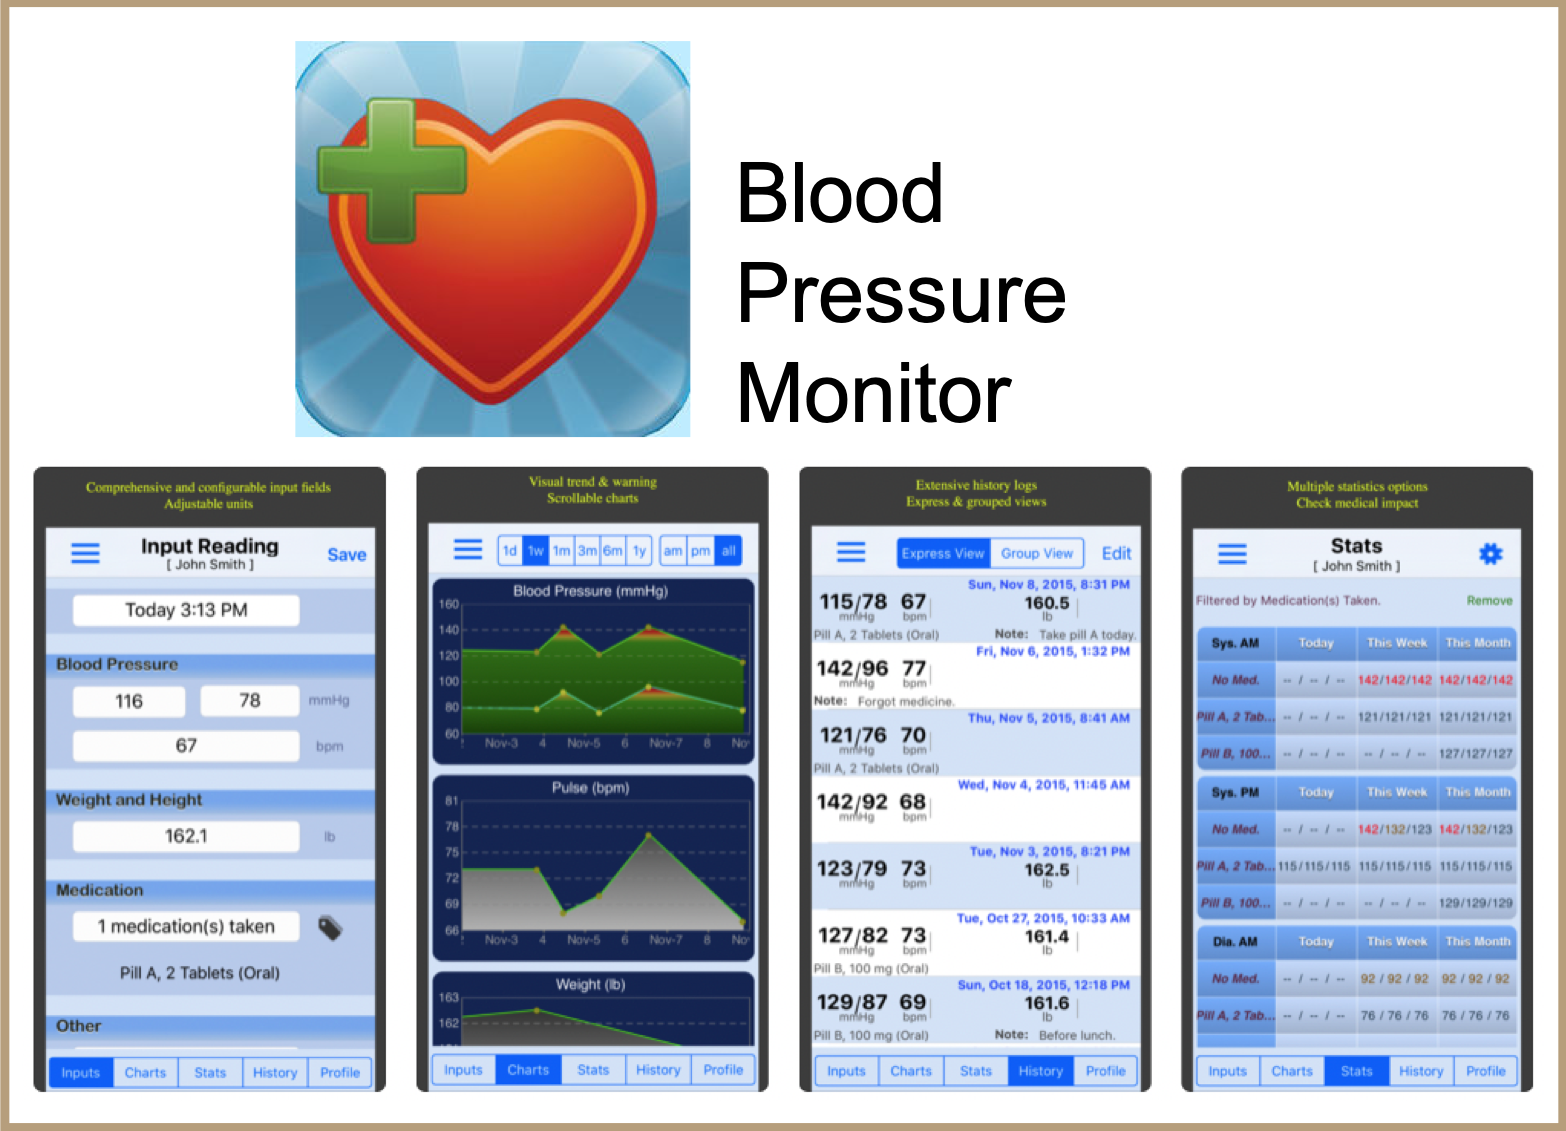 Blood
Pressure
Monitor
Comprehensive and configurable input fields
Adjustable units
Input Reading
[ John Smith ]
Save
Today 3:13 PM
Blood Pressure
116 78 mmHg
67 bpm
Weight and Height
162.1 lb
Medication
1 medication(s) taken
Pill A, 2 Tablets (Oral)
Other
Inputs Charts Stats History Profile
Visual trend & warning
Scrollable charts
1d 1w 1m 3m 6m 1y am pm all
Blood Pressure (mmHg)
160
140
120
100
80
60
Nov-3 4 Nov-5 6 Nov-7 8 No
Pulse (bpm)
81
78
75
72
69
66
Nov-3 4 Nov-5 6 Nov-7 8 No
Weight (lb)
163
162
Inputs Charts Stats History Profile
Extensive history logs
Express & grouped views
Express View Group View Edit
Sun, Nov 8, 2015, 8:31 PM
115/78 67 160.5
mmHg bpm lb
Pill A, 2 Tablets (Oral) Note: Take pill A today.
Fri, Nov 6, 2015, 1:32 PM
142/96 77
mmHg bpm
Note: Forgot medicine.
Thu, Nov 5, 2015, 8:41 AM
121/76 70
mmHg bpm
Pill A, 2 Tablets (Oral)
Wed, Nov 4, 2015, 11:45 AM
142/92 68
mmHg bpm
Tue, Nov 3, 2015, 8:21 PM
123/79 73 162.5
mmHg bpm lb
Tue, Oct 27, 2015, 10:33 AM
127/82 73 161.4
mmHg bpm lb
Pill B, 100 mg (Oral)
Sun, Oct 18, 2015, 12:18 PM
129/87 69 161.6
mmHg bpm lb
Pill B, 100 mg (Oral) Note: Before lunch.
Inputs Charts Stats History Profile
Multiple statistics options
Check medical impact
Stats
[ John Smith ]
Filtered by Medication(s) Taken. Remove
Sys. AM Today This Week This Month
No Med. -- / -- / -- 142/142/142 142/142/142
Pill A, 2 Tab... -- / -- / -- 121/121/121 121/121/121
Pill B, 100... -- / -- / -- -- / -- / -- 127/127/127
Sys. PM Today This Week This Month
No Med. -- / -- / -- 142/132/123 142/132/123
Pill A, 2 Tab... 115/115/115 115/115/115 115/115/115
Pill B, 100... -- / -- / -- -- / -- / -- 129/129/129
Dia. AM Today This Week This Month
No Med. -- / -- / -- 92 / 92 / 92 92 / 92 / 92
Pill A, 2 Tab... -- / -- / -- 76 / 76 / 76 76 / 76 / 76
Inputs Charts Stats History Profile